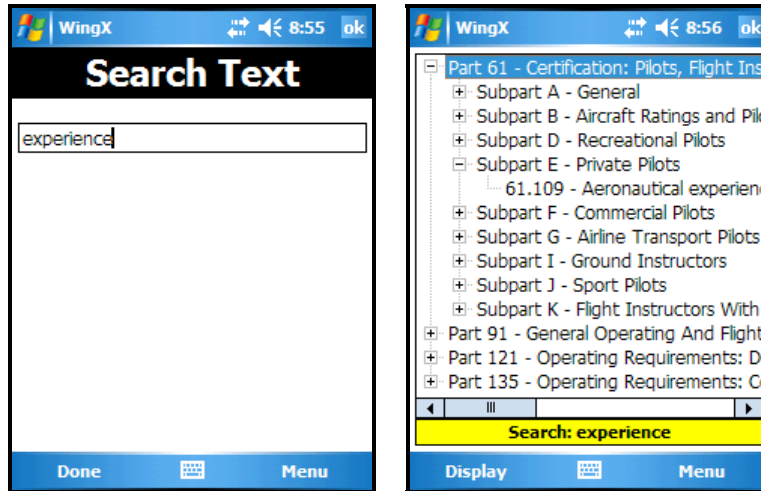 WingX 8:55 ok
Search Text
experience
Done Menu
WingX 8:56 ok
Part 61 - Certification: Pilots, Flight Ins
Subpart A - General
Subpart B - Aircraft Ratings and Pil
Subpart D - Recreational Pilots
Subpart E - Private Pilots
61.109 - Aeronautical experienc
Subpart F - Commercial Pilots
Subpart G - Airline Transport Pilots
Subpart I - Ground Instructors
Subpart J - Sport Pilots
Subpart K - Flight Instructors With
Part 91 - General Operating And Flight
Part 121 - Operating Requirements: D
Part 135 - Operating Requirements: C
Search: experience
Display Menu